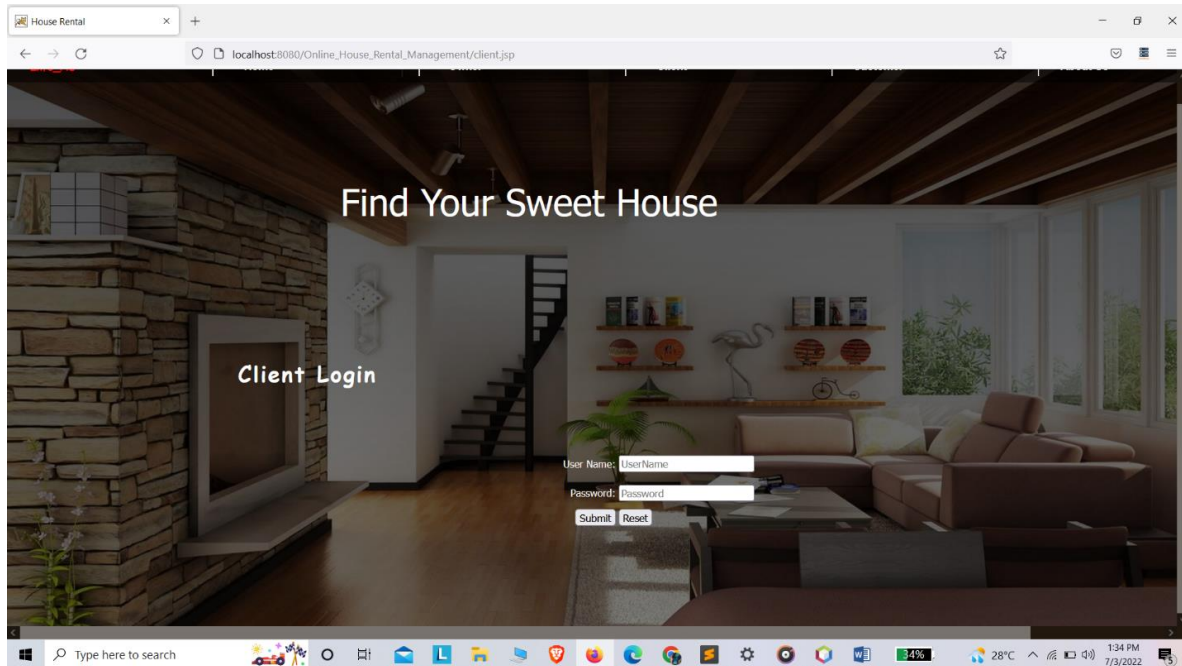 House Rental
localhost:8080/Online_House_Rental_Management/client.jsp
Find Your Sweet House
Client Login
User Name: UserName
Password: Password
Submit Reset
Type here to search
34%
28°C
1:34 PM
7/3/2022